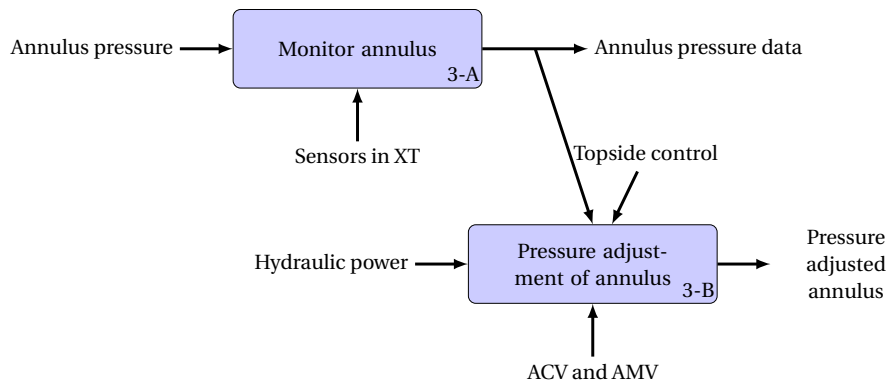 Annulus pressure
Monitor annulus
3-A
Annulus pressure data
Sensors in XT
Topside control
Hydraulic power
Pressure adjust-
ment of annulus
3-B
Pressure
adjusted
annulus
ACV and AMV